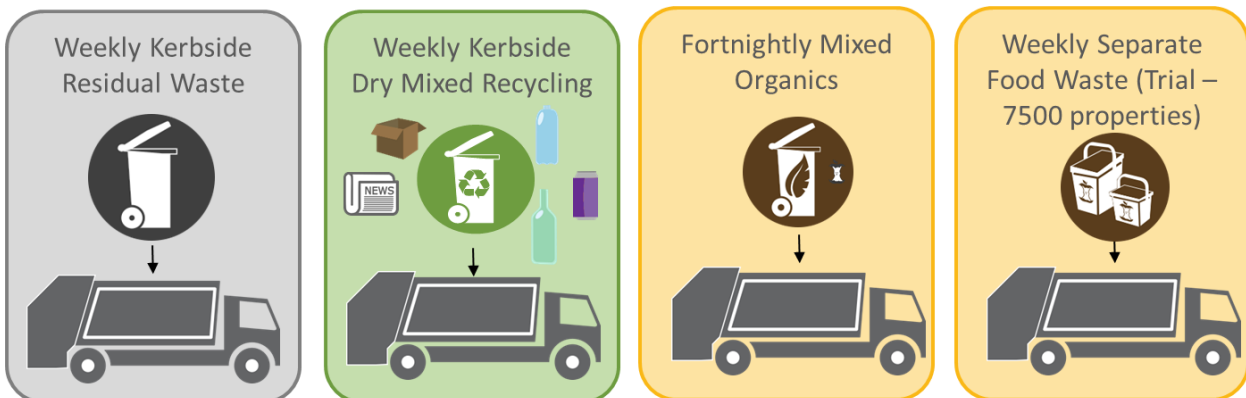 Weekly Kerbside
Residual Waste
Weekly Kerbside
Dry Mixed Recycling
NEWS
Fortnightly Mixed
Organics
Weekly Separate
Food Waste (Trial –
7500 properties)